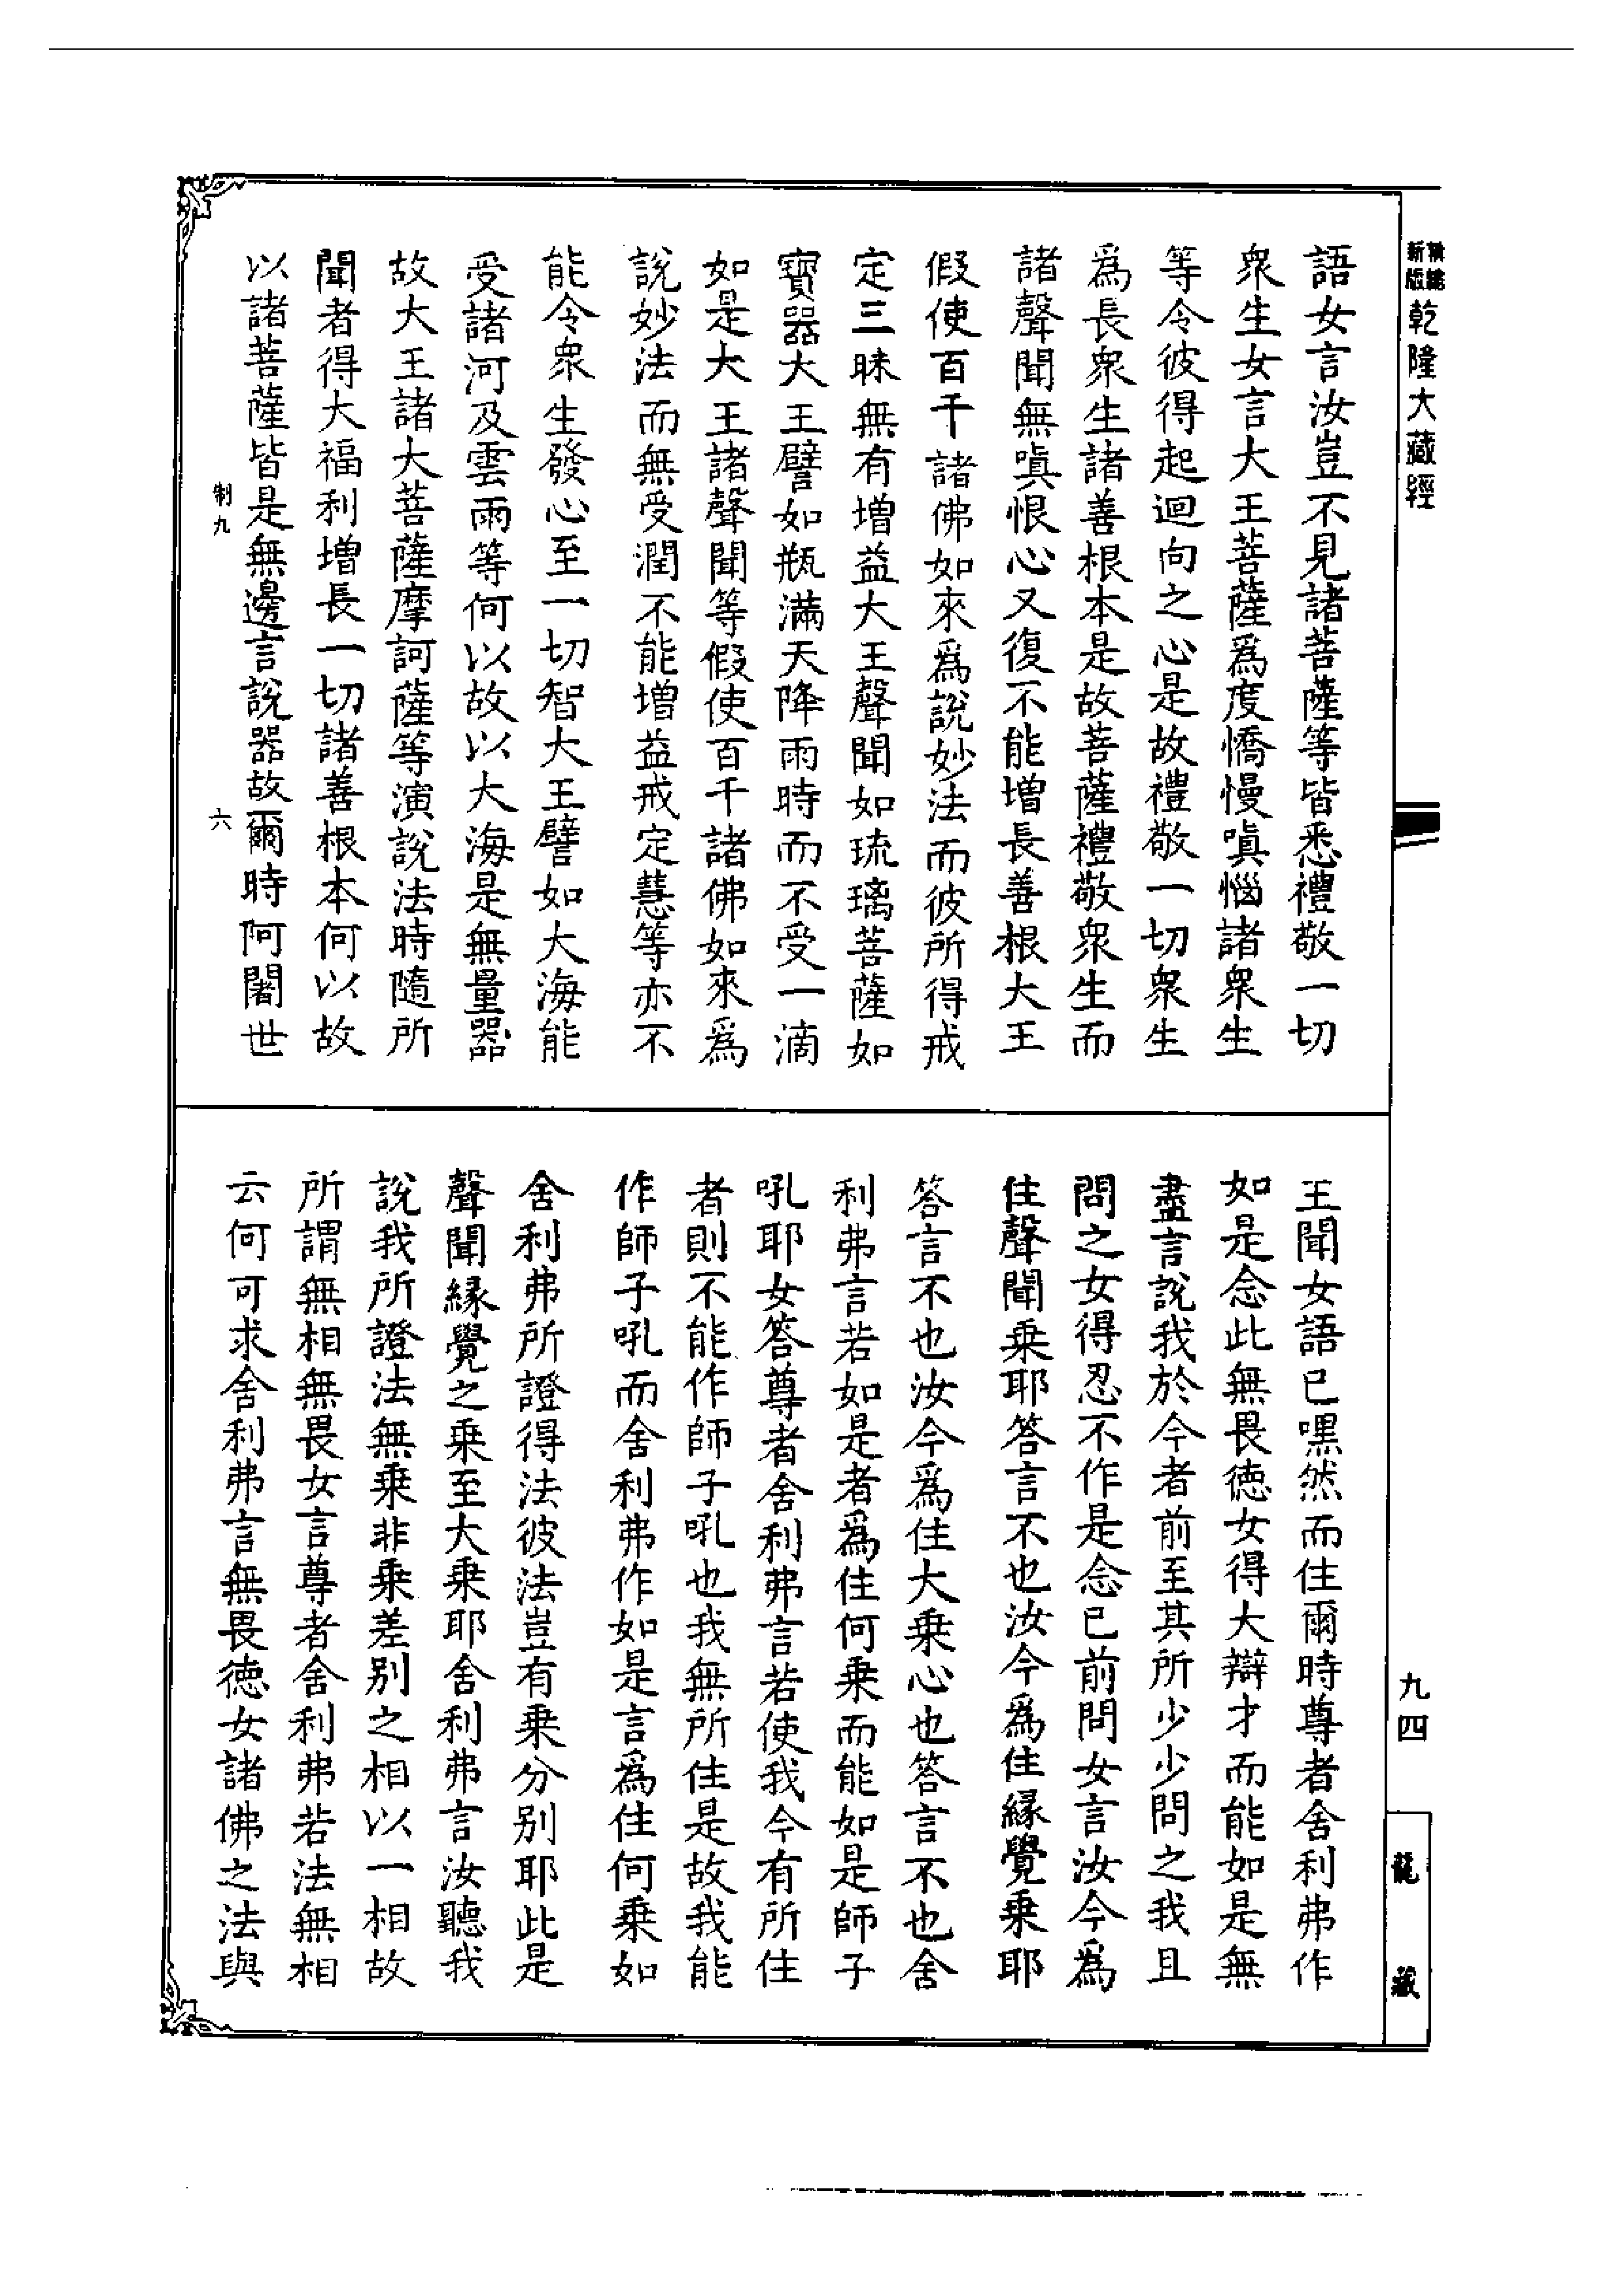 新版
乾隆大藏經
語女言汝豈不見諸菩薩等皆悉禮敬一切
衆生女言大王菩薩爲度憍慢嗔惱諸衆生
等令彼得起迴向之心是故禮敬一切衆生
爲長衆生諸善根本是故菩薩禮敬衆生而
諸聲聞無嗔恨心又復不能增長善根大王
假使百千諸佛如來爲說妙法而彼所得戒
定三昧無有增益大王聲聞如琉璃菩薩如
寶器大王譬如瓶滿天降雨時而不受一滴
如是大王諸聲聞等假使百千諸佛如來爲
說妙法而無受潤不能增益戒定慧等亦不
能令衆生發心至一切智大王譬如大海能
受諸河及雲雨等何以故以大海是無量器
故大王諸大菩薩摩訶薩等演說法時隨所
聞者得大福利增長一切諸善根本何以故
以諸菩薩皆是無邊言說器故爾時阿闍世
制九
六
王聞女語已嘿然而住爾時尊者舍利弗作
如是念此無畏德女得大辯才而能如是無
盡言說我於今者前至其所少少問之我且
問之女得忍不作是念已前問女言汝今爲
住聲聞乘耶答言不也汝今爲住緣覺乘耶
答言不也汝今爲住大乘心也答言不也舍
利弗言若如是者爲住何乘而能如是師子
吼耶女答尊者舍利弗言若使我今有所住
者則不能作師子吼也我無所住是故我能
作師子吼而舍利弗作如是言爲住何乘如
舍利弗所證得法彼法豈有乘分别耶此是
聲聞緣覺之乘至大乘耶舍利弗言汝聽我
說我所證法無乘非乘差别之相以一相故
所謂無相無畏女言尊者舍利弗若法無相
云何可求舍利弗言無畏德女諸佛之法與
九四
龍藏